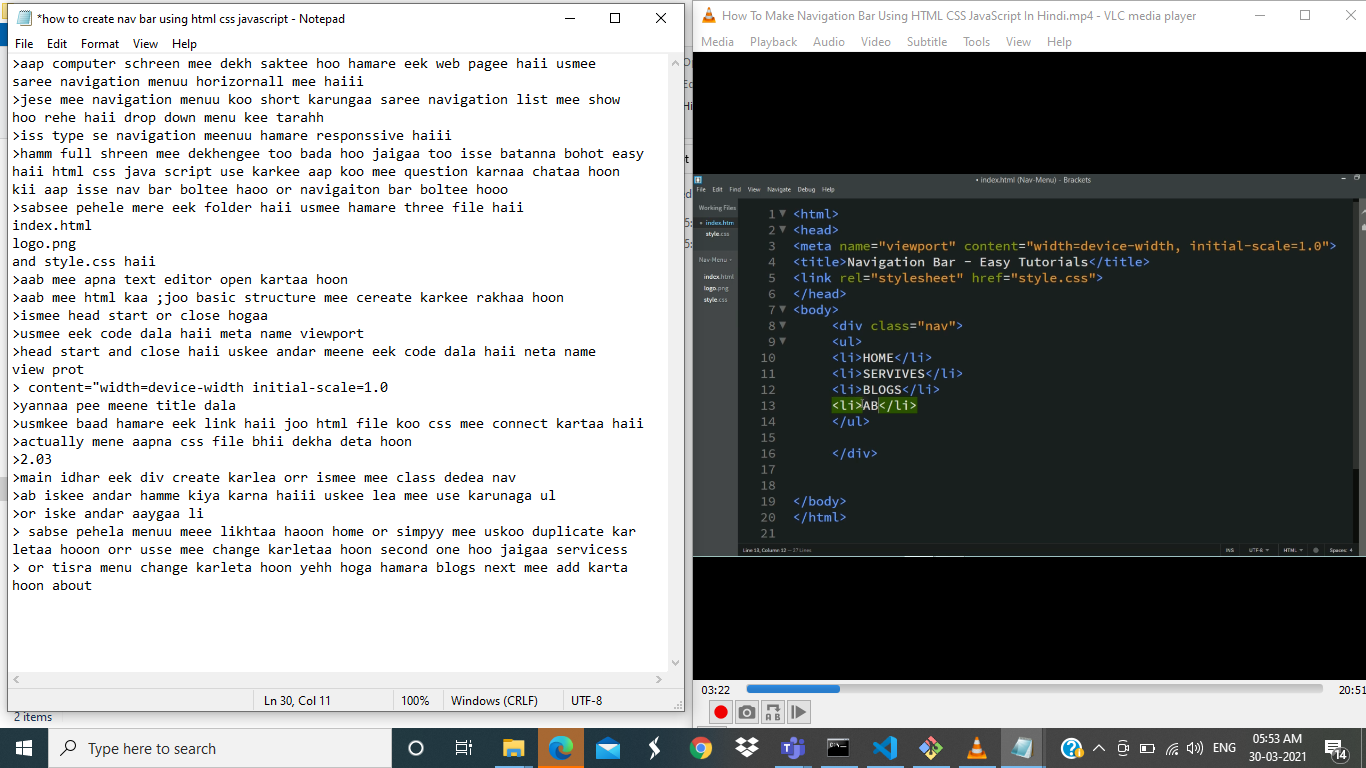 *how to create nav bar using html css javascript - Notepad
File Edit Format View Help
>aap computer schreen mee dekh saktee hoo hamare eek web pagee haii usmee
saree navigation menuu horizornall mee haiii
>jese mee navigation menuu koo short karungaa saree navigation list mee show
hoo rehe haii drop down menu kee tarahh
>iss type se navigation meenuu hamare responssive haiii
>hamm full shreen mee dekhengee too bada hoo jaigaa too isse batanna bohot easy
haii html css java script use karkee aap koo mee question karnaa chataa hoon
kii aap isse nav bar boltee haoo or navigaiton bar boltee hooo
>sabsee pehele mere eek folder haii usmee hamare three file haii
index.html
logo.png
and style.css haii
>aab mee apna text editor open kartaa hoon
>aab mee html kaa ;joo basic structure mee cereate karkee rakhaa hoon
>ismee head start or close hogaa
>usmee eek code dala haii meta name viewport
>head start and close haii uskee andar meene eek code dala haii neta name
view prot
> content="width=device-width initial-scale=1.0
>yannaa pee meene title dala
>usmkee baad hamare eek link haii joo html file koo css mee connect kartaa haii
>actually mene aapna css file bhii dekha deta hoon
>2.03
>main idhar eek div create karlea orr ismee mee class dedea nav
>ab iskee andar hamme kiya karna haiii uskee lea mee use karunaga ul
>or iske andar aaygaa li
> sabse pehela menuu meee likhtaa haoon home or simpyy mee uskoo duplicate kar
letaa hooon orr usse mee change karletaa hoon second one hoo jaigaa servicess
> or tisra menu change karleta hoon yehh hoga hamara blogs next mee add karta
hoon about
Ln 30, Col 11 100% Windows (CRLF) UTF-8
2 items
How To Make Navigation Bar Using HTML CSS JavaScript In Hindi.mp4 - VLC media player
Media Playback Audio Video Subtitle Tools View Help
• index.html (Nav-Menu) - Brackets
File Edit Find View Navigate Debug Help
Working Files
index.htm
style.css
Nav-Menu
index.html
logo.png
style.css
1 <html>
2 <head>
3 <meta name="viewport" content="width=device-width, initial-scale=1.0">
4 <title>Navigation Bar - Easy Tutorials</title>
5 <link rel="stylesheet" href="style.css">
6 </head>
7 <body>
8 <div class="nav">
9 <ul>
10 <li>HOME</li>
11 <li>SERVIVES</li>
12 <li>BLOGS</li>
13 <li>AB</li>
14 </ul>
15
16 </div>
17
18
19 </body>
20 </html>
21
Line 13, Column 12 — 27 Lines
INS UTF-8 HTML Spaces: 4
03:22 20:51
Type here to search
ENG
05:53 AM
30-03-2021
14